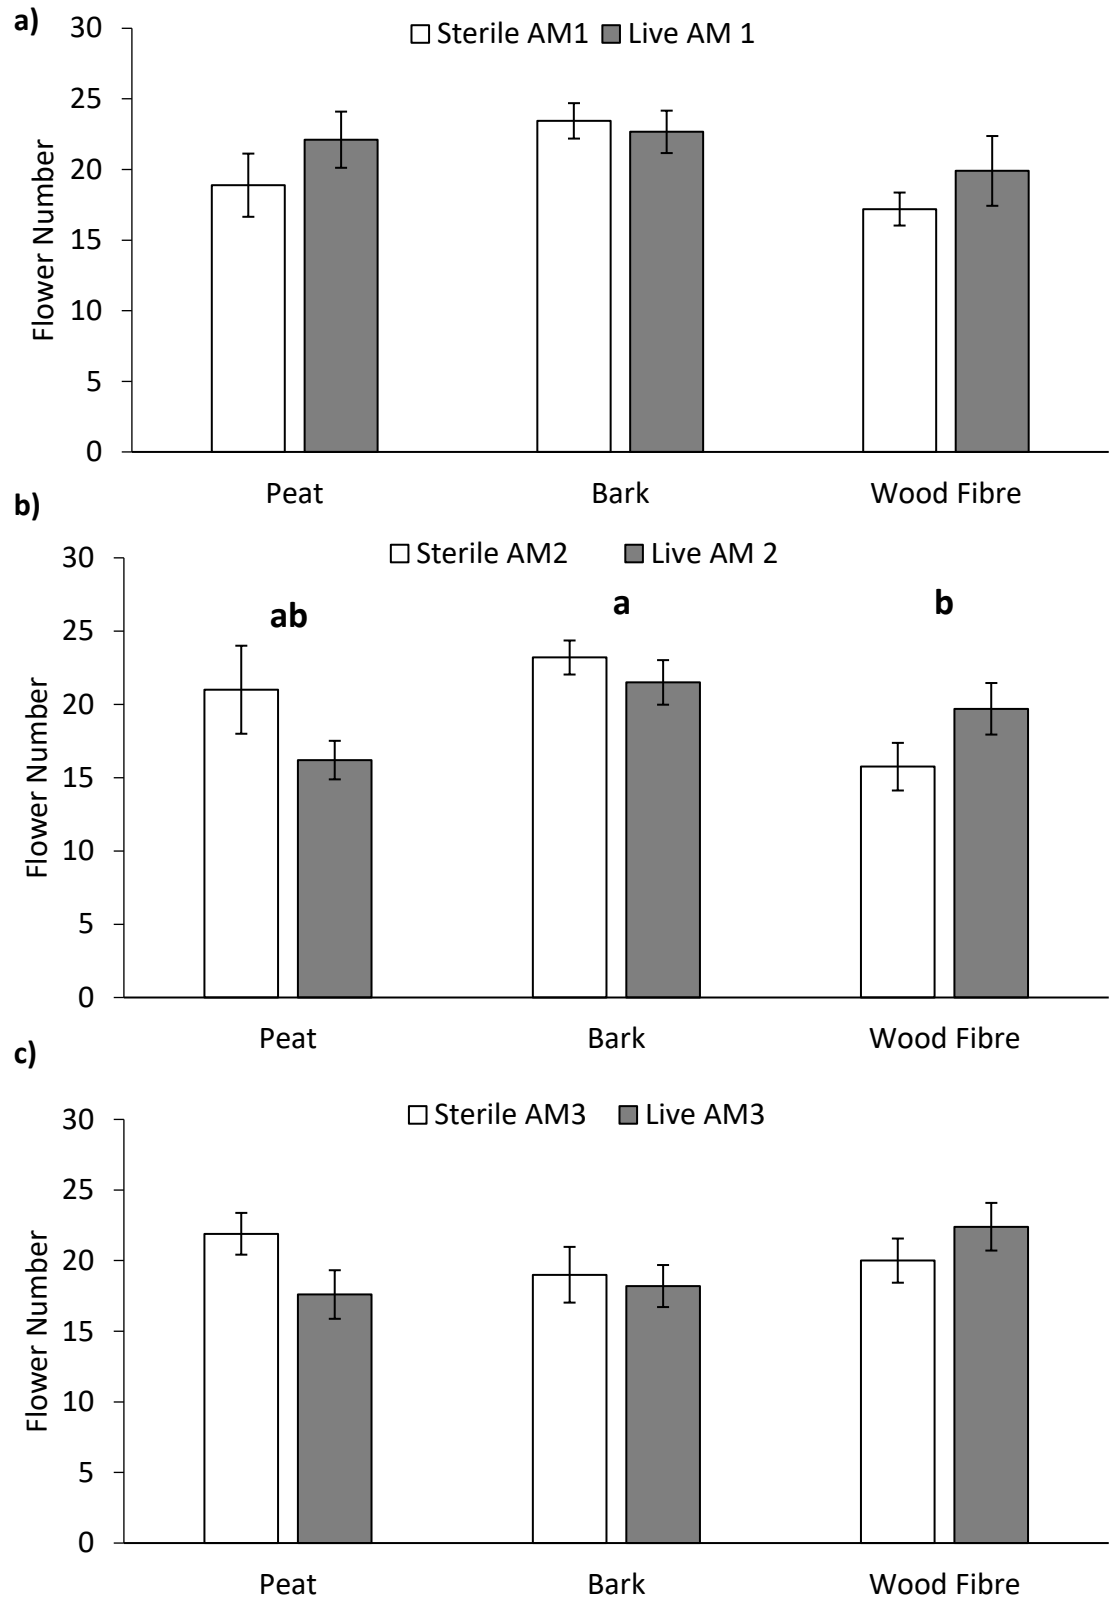 a)
Sterile AM1 Live AM 1
Flower Number
30
25
20
15
10
5
0
Peat Bark Wood Fibre
b)
Sterile AM2 Live AM 2
Flower Number
30
25
20
15
10
5
0
ab a b
Peat Bark Wood Fibre
c)
Sterile AM3 Live AM3
Flower Number
30
25
20
15
10
5
0
Peat Bark Wood Fibre